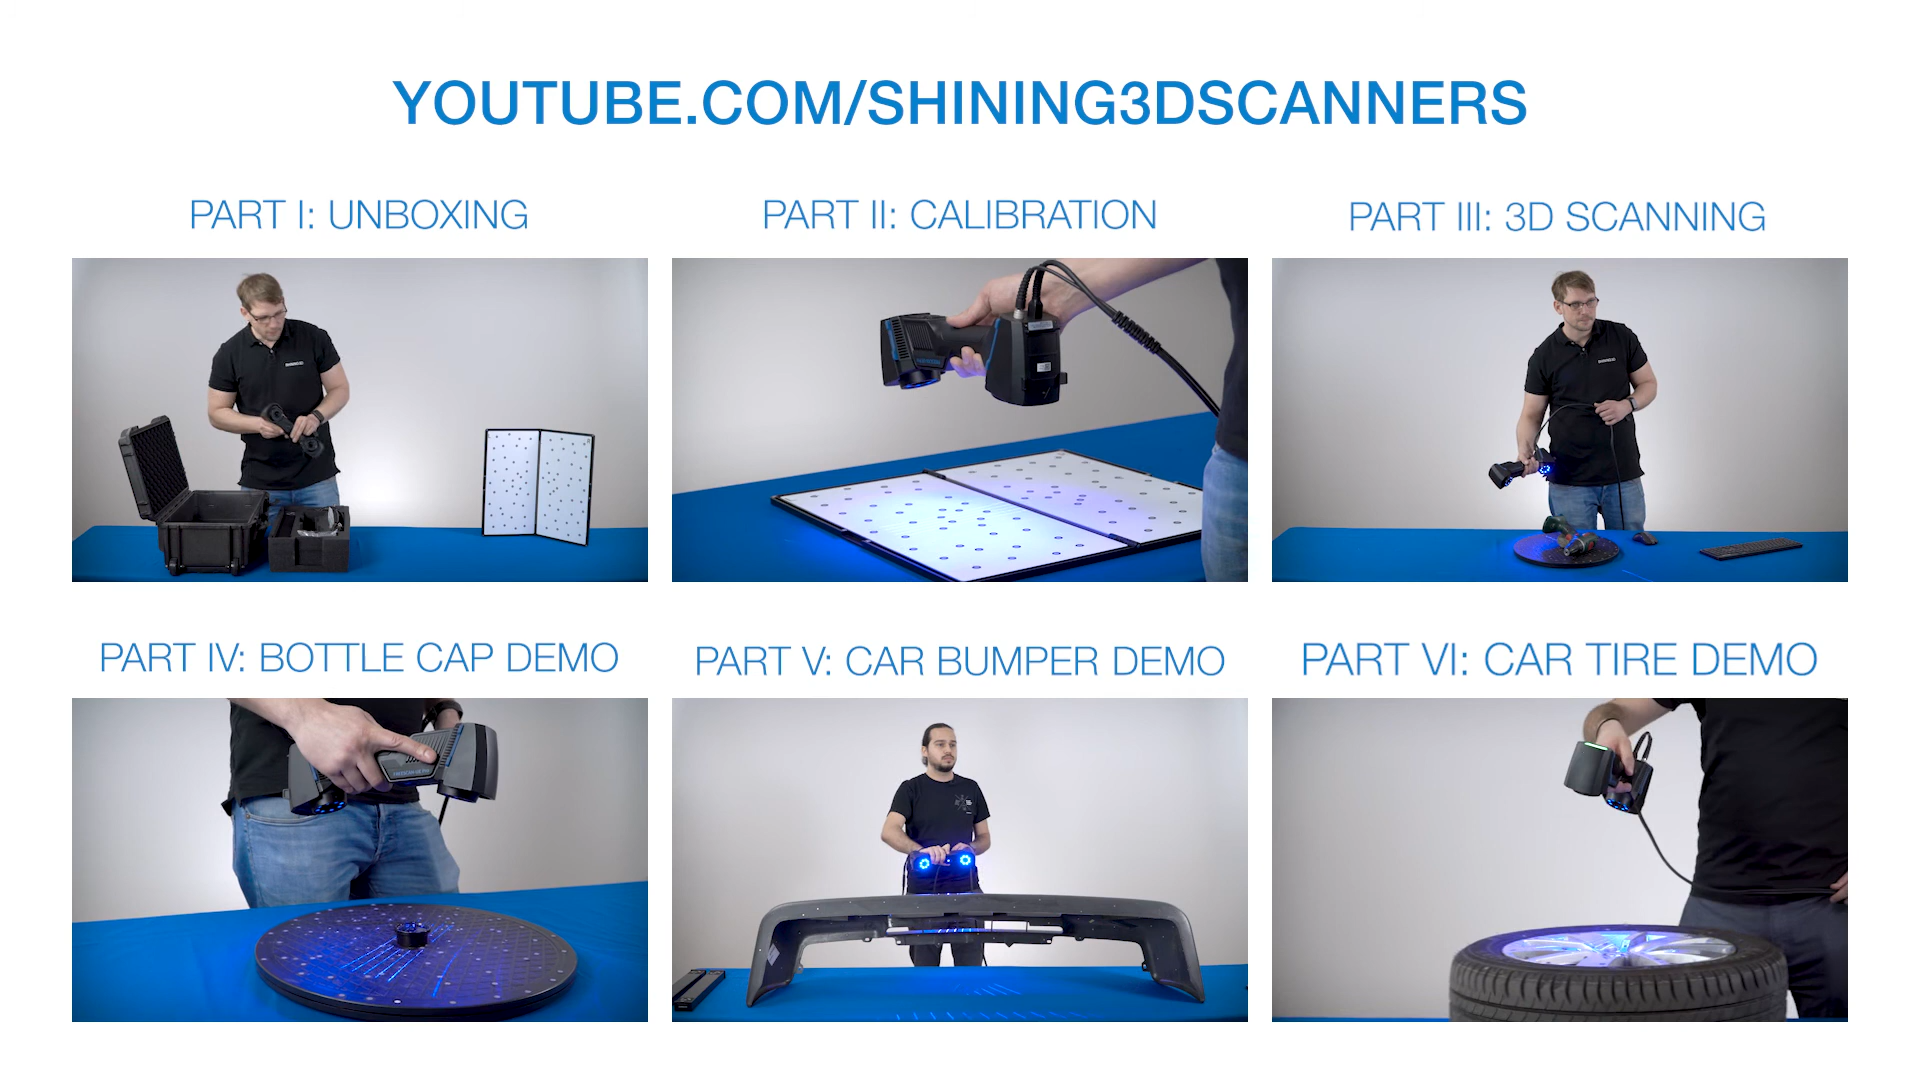 YOUTUBE.COM/SHINING3DSCANNERS
PART I: UNBOXING
PART II: CALIBRATION
PART III: 3D SCANNING
PART IV: BOTTLE CAP DEMO
PART V: CAR BUMPER DEMO
PART VI: CAR TIRE DEMO